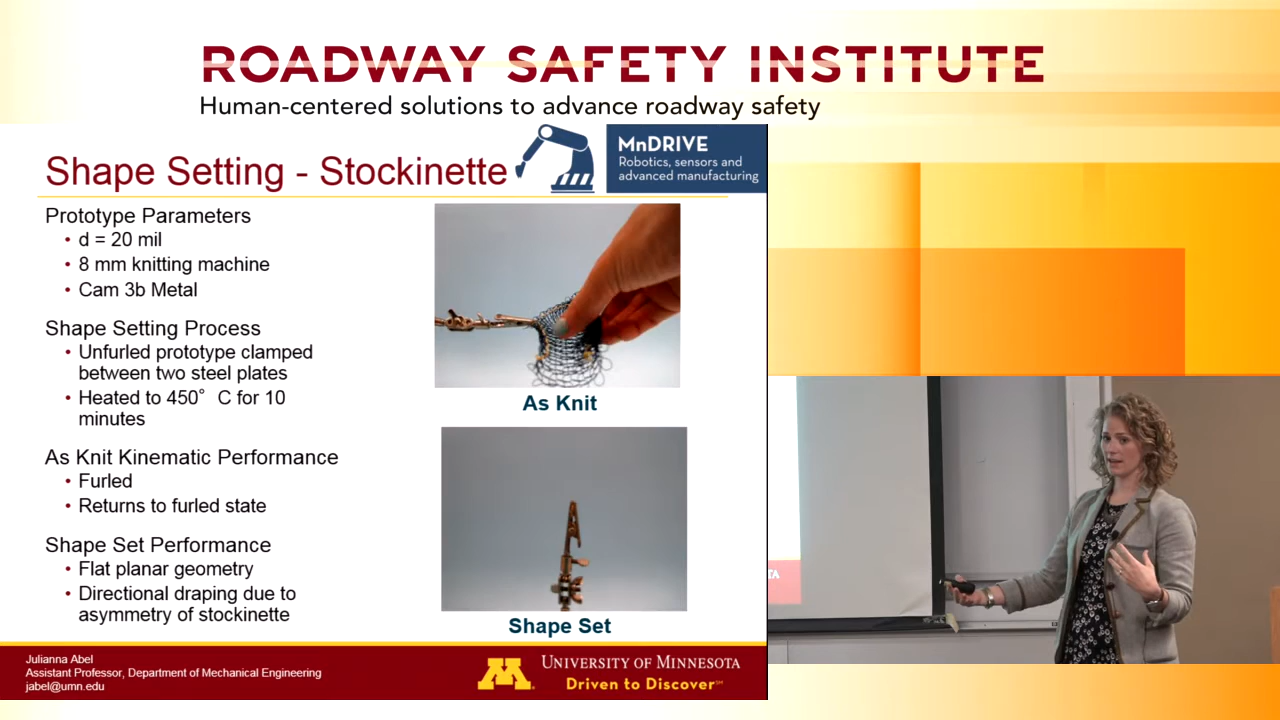 ROADWAY SAFETY INSTITUTE
Human-centered solutions to advance roadway safety
MnDRIVE
Robotics, sensors and
advanced manufacturing
Shape Setting - Stockinette
Prototype Parameters
• d = 20 mil
• 8 mm knitting machine
• Cam 3b Metal
Shape Setting Process
• Unfurled prototype clamped
between two steel plates
• Heated to 450° C for 10
minutes
As Knit Kinematic Performance
• Furled
• Returns to furled state
Shape Set Performance
• Flat planar geometry
• Directional draping due to
asymmetry of stockinette
As Knit
Shape Set
Julianna Abel
Assistant Professor, Department of Mechanical Engineering
jabel@umn.edu
M
UNIVERSITY OF MINNESOTA
Driven to Discover℠
TA